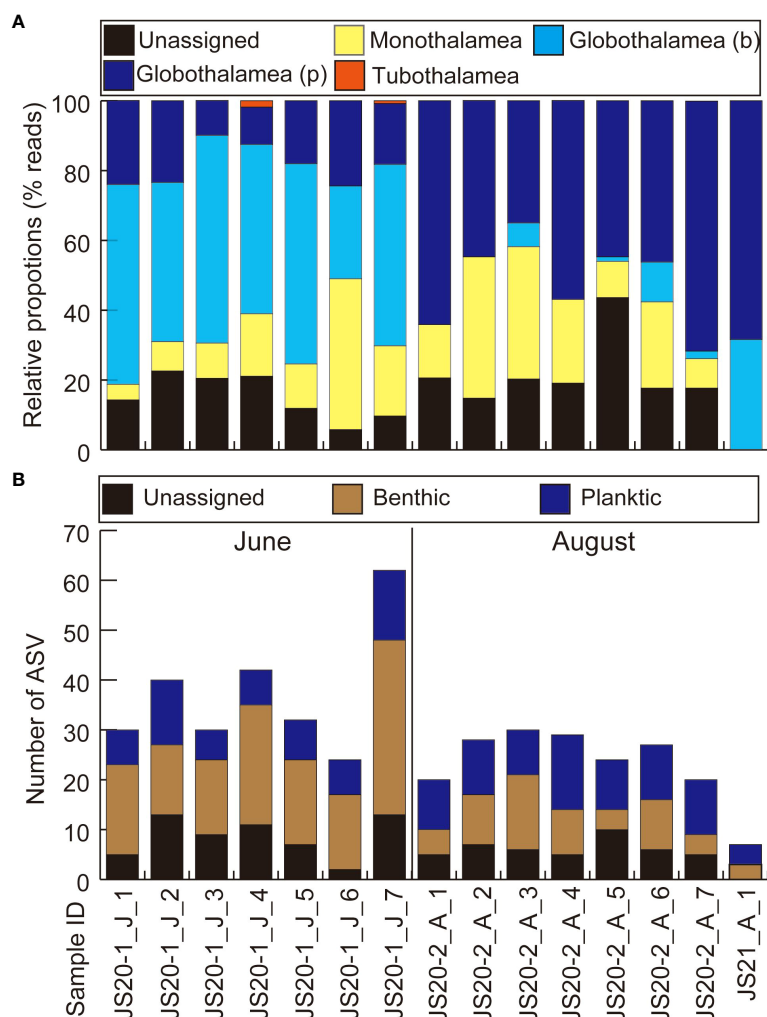 A
Unassigned
Monothalamea
Globothalamea (b)
Globothalamea (p)
Tubothalamea
Relative propotions (% reads)
100
80
60
40
20
0
B
Unassigned
Benthic
Planktic
June
August
Number of ASV
70
60
50
40
30
20
10
0
Sample ID
JS20-1_J_1
JS20-1_J_2
JS20-1_J_3
JS20-1_J_4
JS20-1_J_5
JS20-1_J_6
JS20-1_J_7
JS20-2_A_1
JS20-2_A_2
JS20-2_A_3
JS20-2_A_4
JS20-2_A_5
JS20-2_A_6
JS20-2_A_7
JS21_A_1